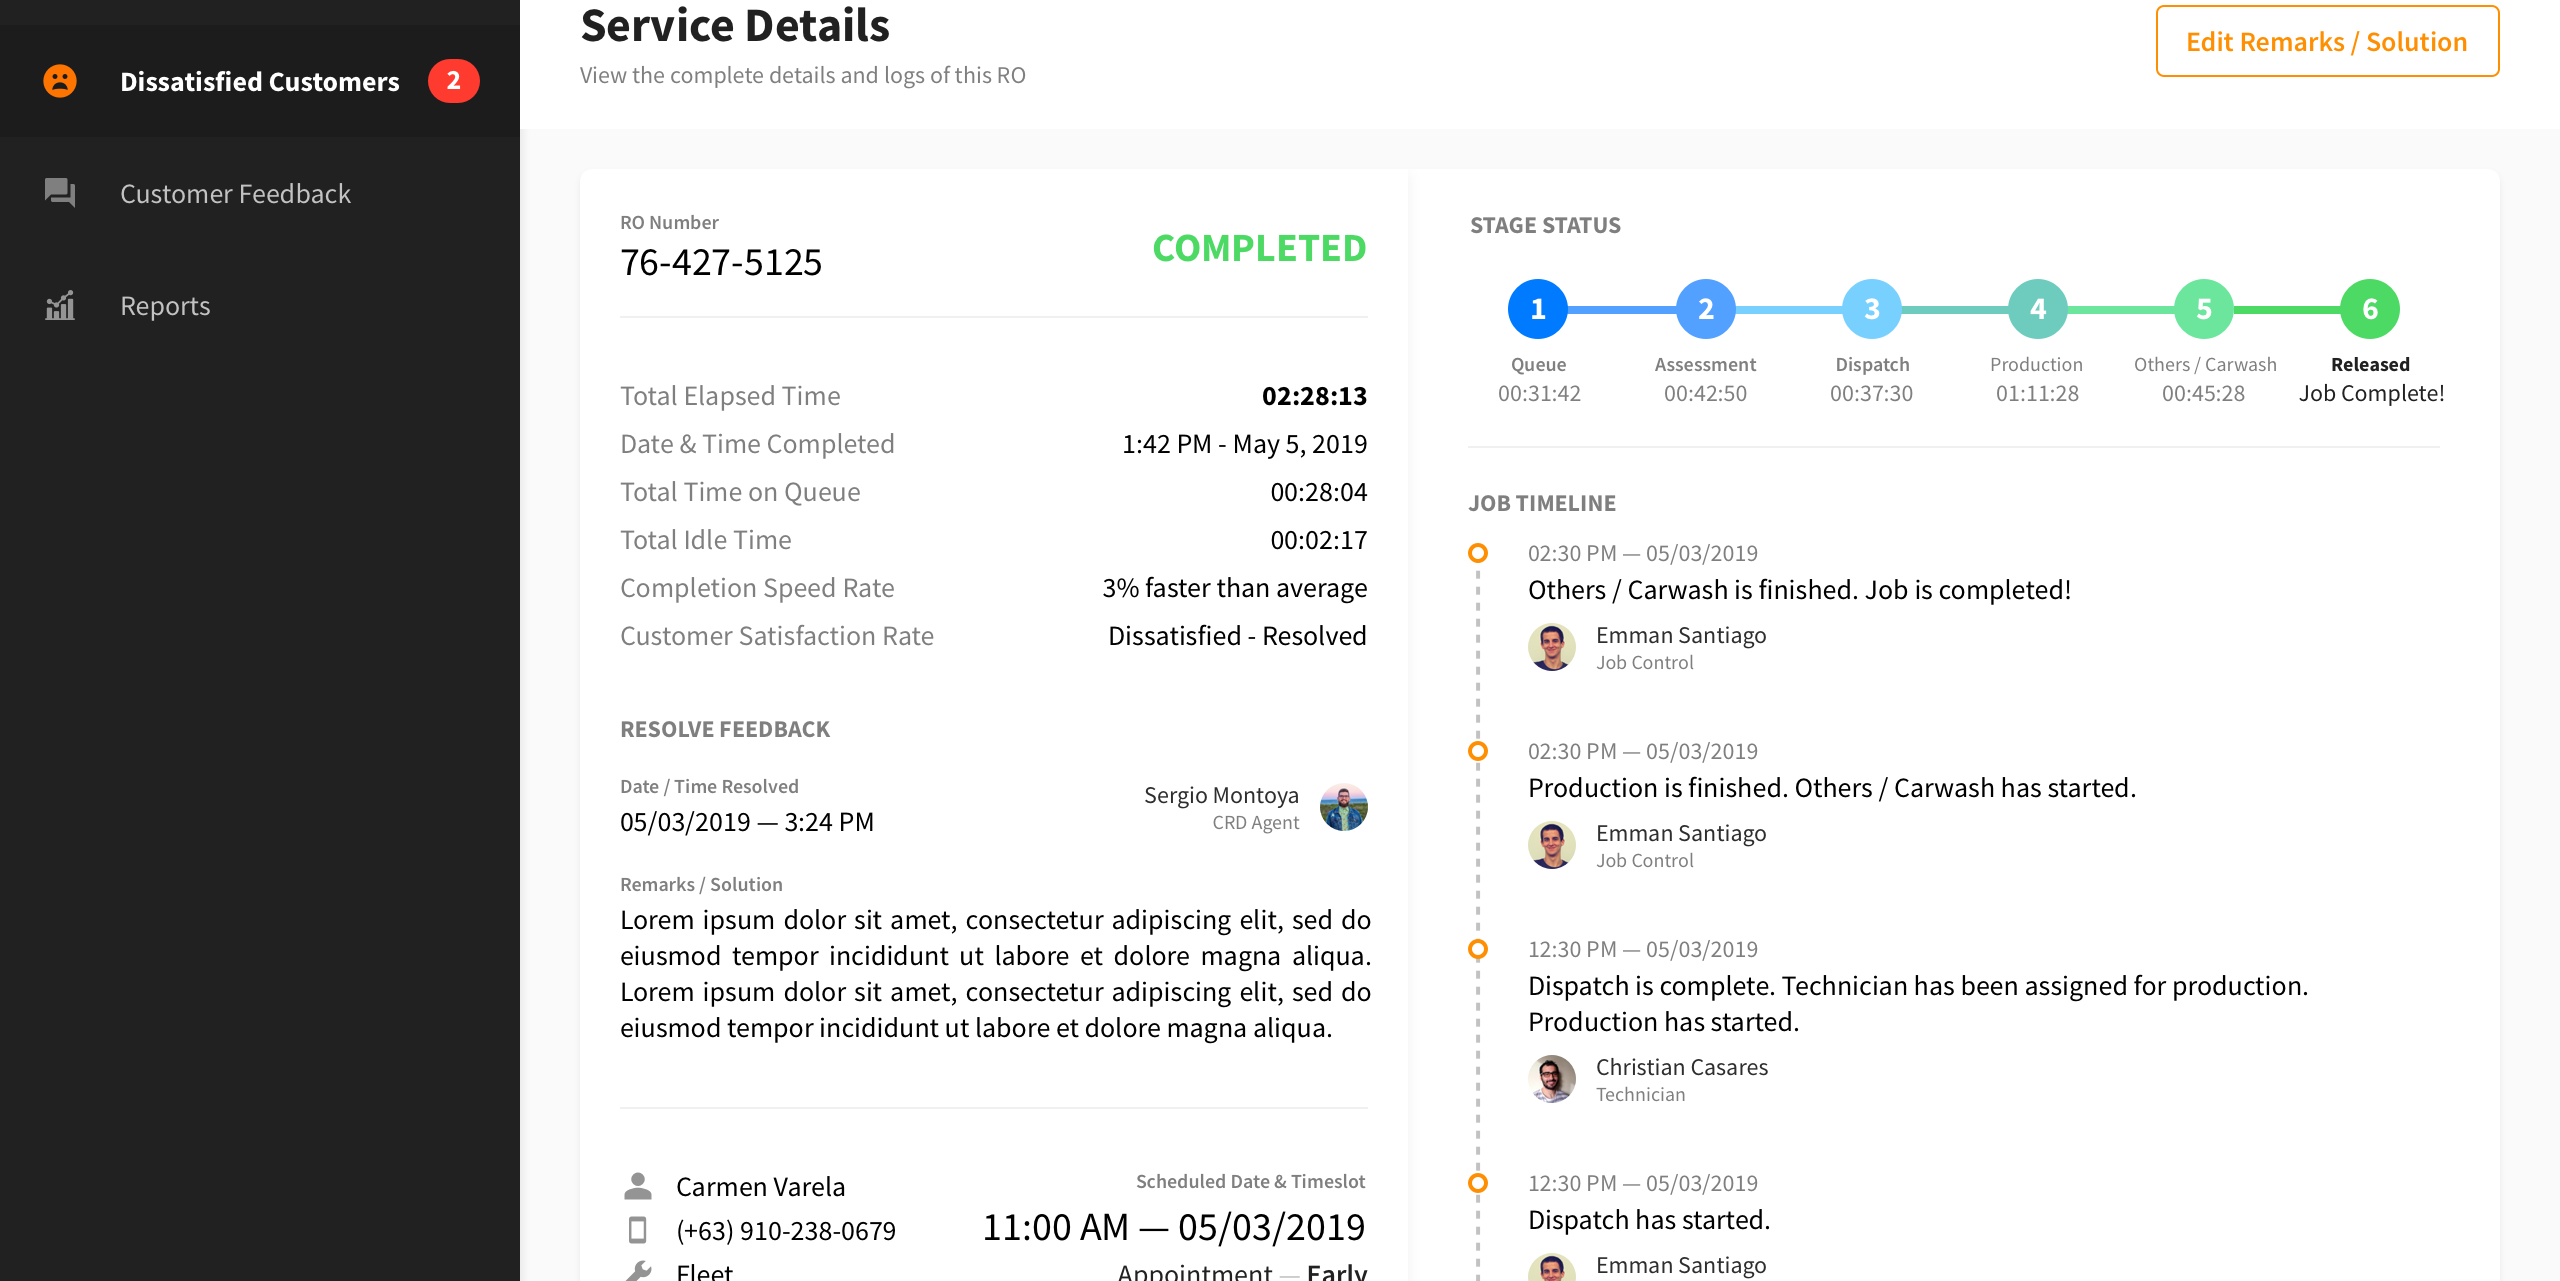 Dissatisfied Customers 2
Customer Feedback
Reports
Service Details
View the complete details and logs of this RO
Edit Remarks / Solution
RO Number
76-427-5125
COMPLETED
Total Elapsed Time 02:28:13
Date & Time Completed 1:42 PM - May 5, 2019
Total Time on Queue 00:28:04
Total Idle Time 00:02:17
Completion Speed Rate 3% faster than average
Customer Satisfaction Rate Dissatisfied - Resolved
RESOLVE FEEDBACK
Date / Time Resolved
05/03/2019 — 3:24 PM
Sergio Montoya
CRD Agent
Remarks / Solution
Lorem ipsum dolor sit amet, consectetur adipiscing elit, sed do
eiusmod tempor incididunt ut labore et dolore magna aliqua.
Lorem ipsum dolor sit amet, consectetur adipiscing elit, sed do
eiusmod tempor incididunt ut labore et dolore magna aliqua.
Carmen Varela
(+63) 910-238-0679
Fleet
Scheduled Date & Timeslot
11:00 AM — 05/03/2019
Appointment — Early
STAGE STATUS
1 2 3 4 5 6
Queue Assessment Dispatch Production Others / Carwash Released
00:31:42 00:42:50 00:37:30 01:11:28 00:45:28 Job Complete!
JOB TIMELINE
02:30 PM — 05/03/2019
Others / Carwash is finished. Job is completed!
Emman Santiago
Job Control
02:30 PM — 05/03/2019
Production is finished. Others / Carwash has started.
Emman Santiago
Job Control
12:30 PM — 05/03/2019
Dispatch is complete. Technician has been assigned for production.
Production has started.
Christian Casares
Technician
12:30 PM — 05/03/2019
Dispatch has started.
Emman Santiago